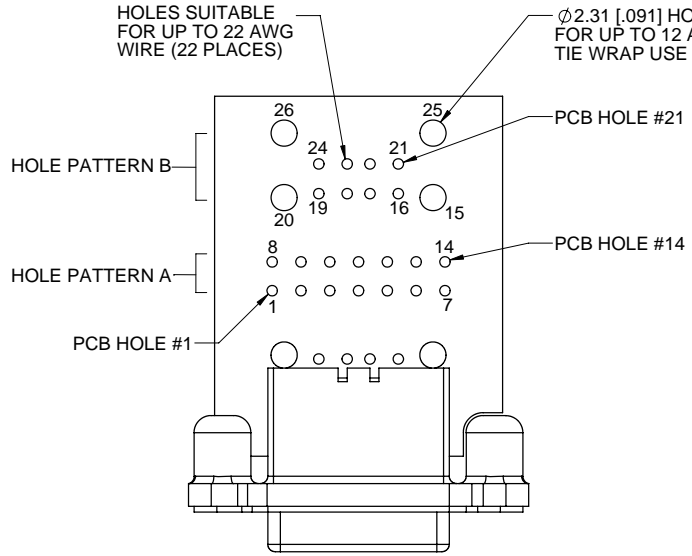 HOLES SUITABLE
FOR UP TO 22 AWG
WIRE (22 PLACES)
∅2.31 [.091]
FOR UP TO 12
TIE WRAP USE
26
25
PCB HOLE #21
24
21
HOLE PATTERN B
19
16
20
15
8
14
PCB HOLE #14
HOLE PATTERN A
1
7
PCB HOLE #1